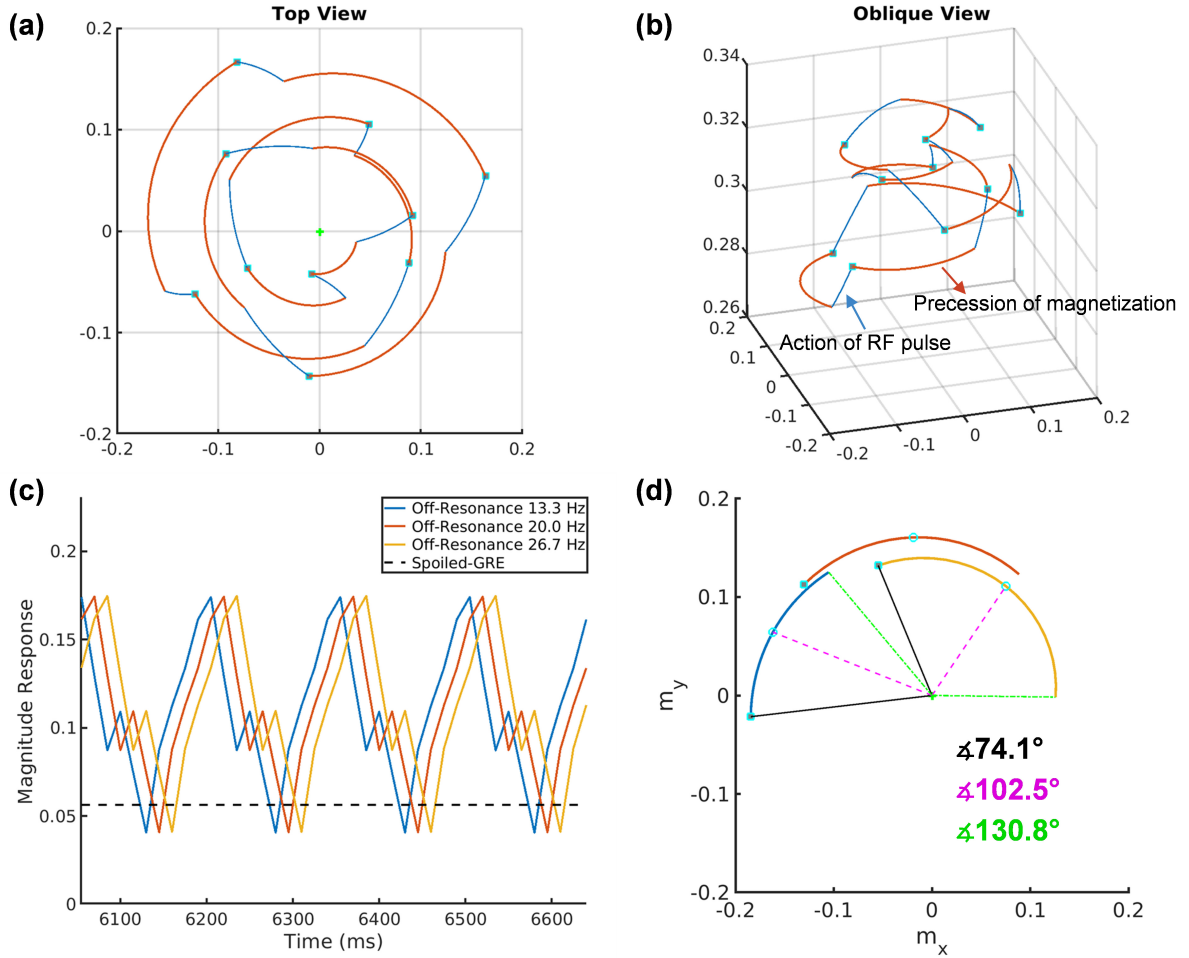 (a)
Top View
0.2
0.1
0
-0.1
-0.2
-0.2 -0.1 0 0.1 0.2
(b)
Oblique View
0.34
0.32
0.3
0.28
0.26
0.2
0.1
0
-0.1
-0.2
-0.2 -0.1 0 0.1 0.2
Precession of magnetization
Action of RF pulse
(c)
Off-Resonance 13.3 Hz
Off-Resonance 20.0 Hz
Off-Resonance 26.7 Hz
Spoiled-GRE
Magnitude Response
0.2
0.15
0.1
0.05
0
6100 6200 6300 6400 6500 6600
Time (ms)
(d)
m_y
0.2
0.1
0
-0.1
-0.2
∡74.1°
∡102.5°
∡130.8°
-0.2 -0.1 0 0.1 0.2
m_x